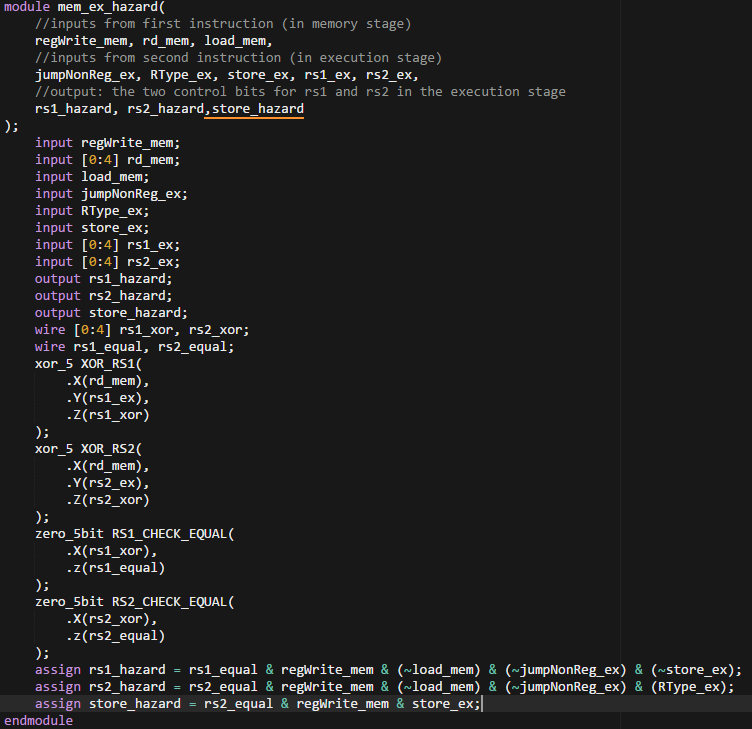 module mem_ex_hazard(
//inputs from first instruction (in memory stage)
regWrite_mem, rd_mem, load_mem,
//inputs from second instruction (in execution stage)
jumpNonReg_ex, RType_ex, store_ex, rs1_ex, rs2_ex,
//output: the two control bits for rs1 and rs2 in the execution stage
rs1_hazard, rs2_hazard,store_hazard
);
input regWrite_mem;
input [0:4] rd_mem;
input load_mem;
input jumpNonReg_ex;
input RType_ex;
input store_ex;
input [0:4] rs1_ex;
input [0:4] rs2_ex;
output rs1_hazard;
output rs2_hazard;
output store_hazard;
wire [0:4] rs1_xor, rs2_xor;
wire rs1_equal, rs2_equal;
xor_5 XOR_RS1(
.X(rd_mem),
.Y(rs1_ex),
.Z(rs1_xor)
);
xor_5 XOR_RS2(
.X(rd_mem),
.Y(rs2_ex),
.Z(rs2_xor)
);
zero_5bit RS1_CHECK_EQUAL(
.X(rs1_xor),
.z(rs1_equal)
);
zero_5bit RS2_CHECK_EQUAL(
.X(rs2_xor),
.z(rs2_equal)
);
assign rs1_hazard = rs1_equal & regWrite_mem & (~load_mem) & (~jumpNonReg_ex) & (~store_ex);
assign rs2_hazard = rs2_equal & regWrite_mem & (~load_mem) & (~jumpNonReg_ex) & (RType_ex);
assign store_hazard = rs2_equal & regWrite_mem & store_ex;
endmodule